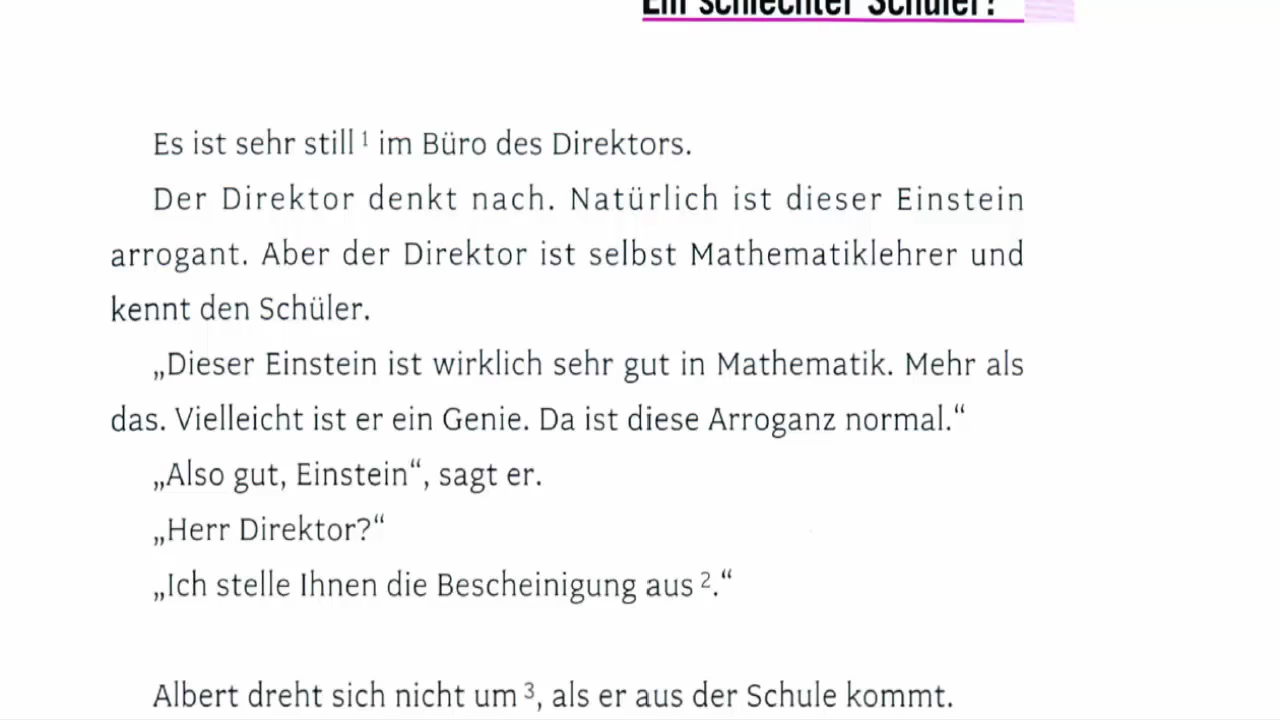 Ein schlechter Schüler?
Es ist sehr still ¹ im Büro des Direktors.
Der Direktor denkt nach. Natürlich ist dieser Einstein
arrogant. Aber der Direktor ist selbst Mathematiklehrer und
kennt den Schüler.
„Dieser Einstein ist wirklich sehr gut in Mathematik. Mehr als
das. Vielleicht ist er ein Genie. Da ist diese Arroganz normal.“
„Also gut, Einstein“, sagt er.
„Herr Direktor?“
„Ich stelle Ihnen die Bescheinigung aus ².“
Albert dreht sich nicht um ³, als er aus der Schule kommt.